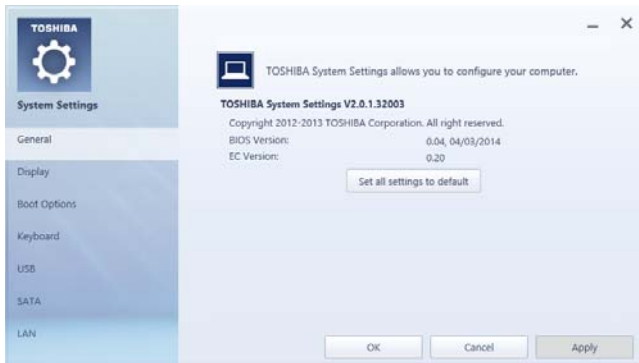 TOSHIBA
System Settings
General
Display
Boot Options
Keyboard
USB
SATA
LAN
TOSHIBA System Settings allows you to configure your computer.
TOSHIBA System Settings V2.0.1.32003
Copyright 2012-2013 TOSHIBA Corporation. All right reserved.
BIOS Version: 0.04, 04/03/2014
EC Version: 0.20
Set all settings to default
OK Cancel Apply